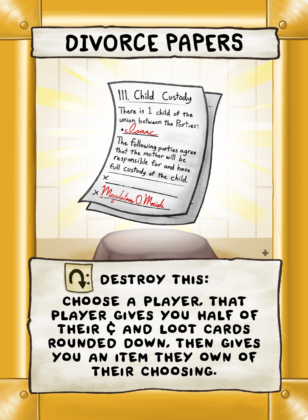 DIVORCE PAPERS
III. Child Custody
There is 1 child of the
union between the Parties:
• Isaac
The following parties agree
that the mother will be
responsible for and have
full custody of the child.
x
x Magdalena O Moriah
DESTROY THIS:
CHOOSE A PLAYER. THAT
PLAYER GIVES YOU HALF OF
THEIR ¢ AND LOOT CARDS
ROUNDED DOWN, THEN GIVES
YOU AN ITEM THEY OWN OF
THEIR CHOOSING.